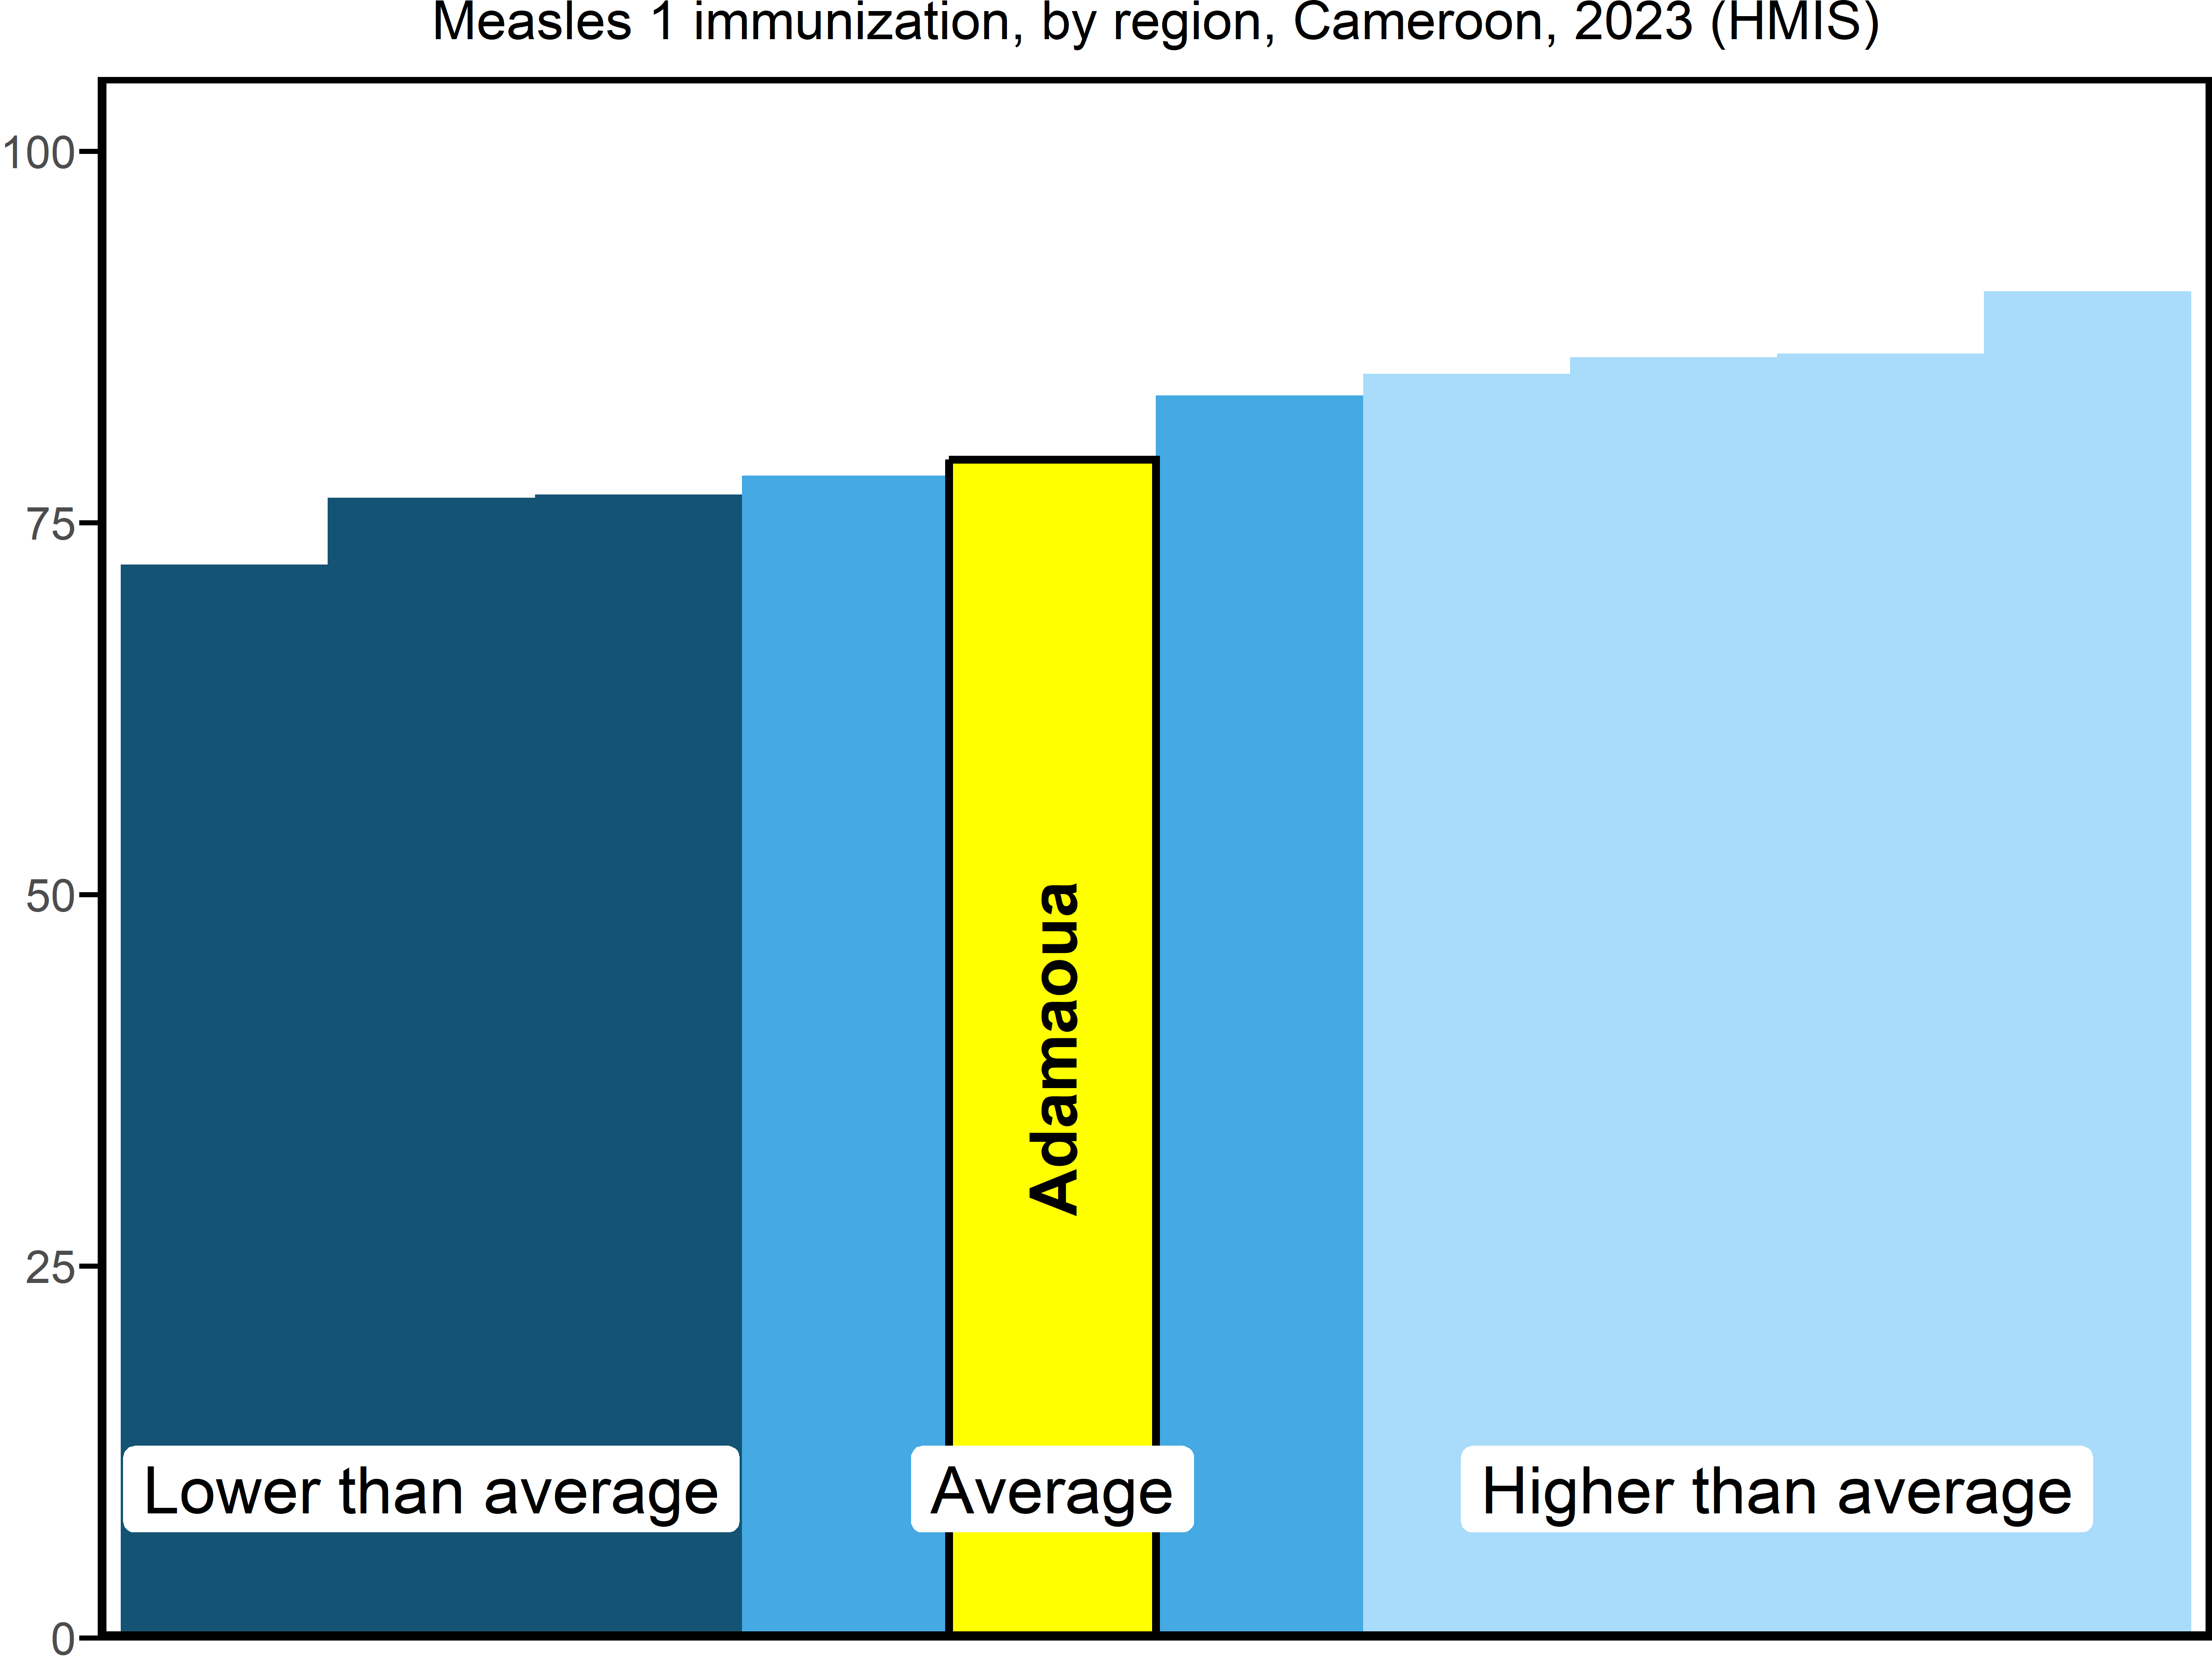 Measles 1 immunization, by region, Cameroon, 2023 (HMIS)
100
75
50
25
0
Adamaoua
Lower than average
Average
Higher than average